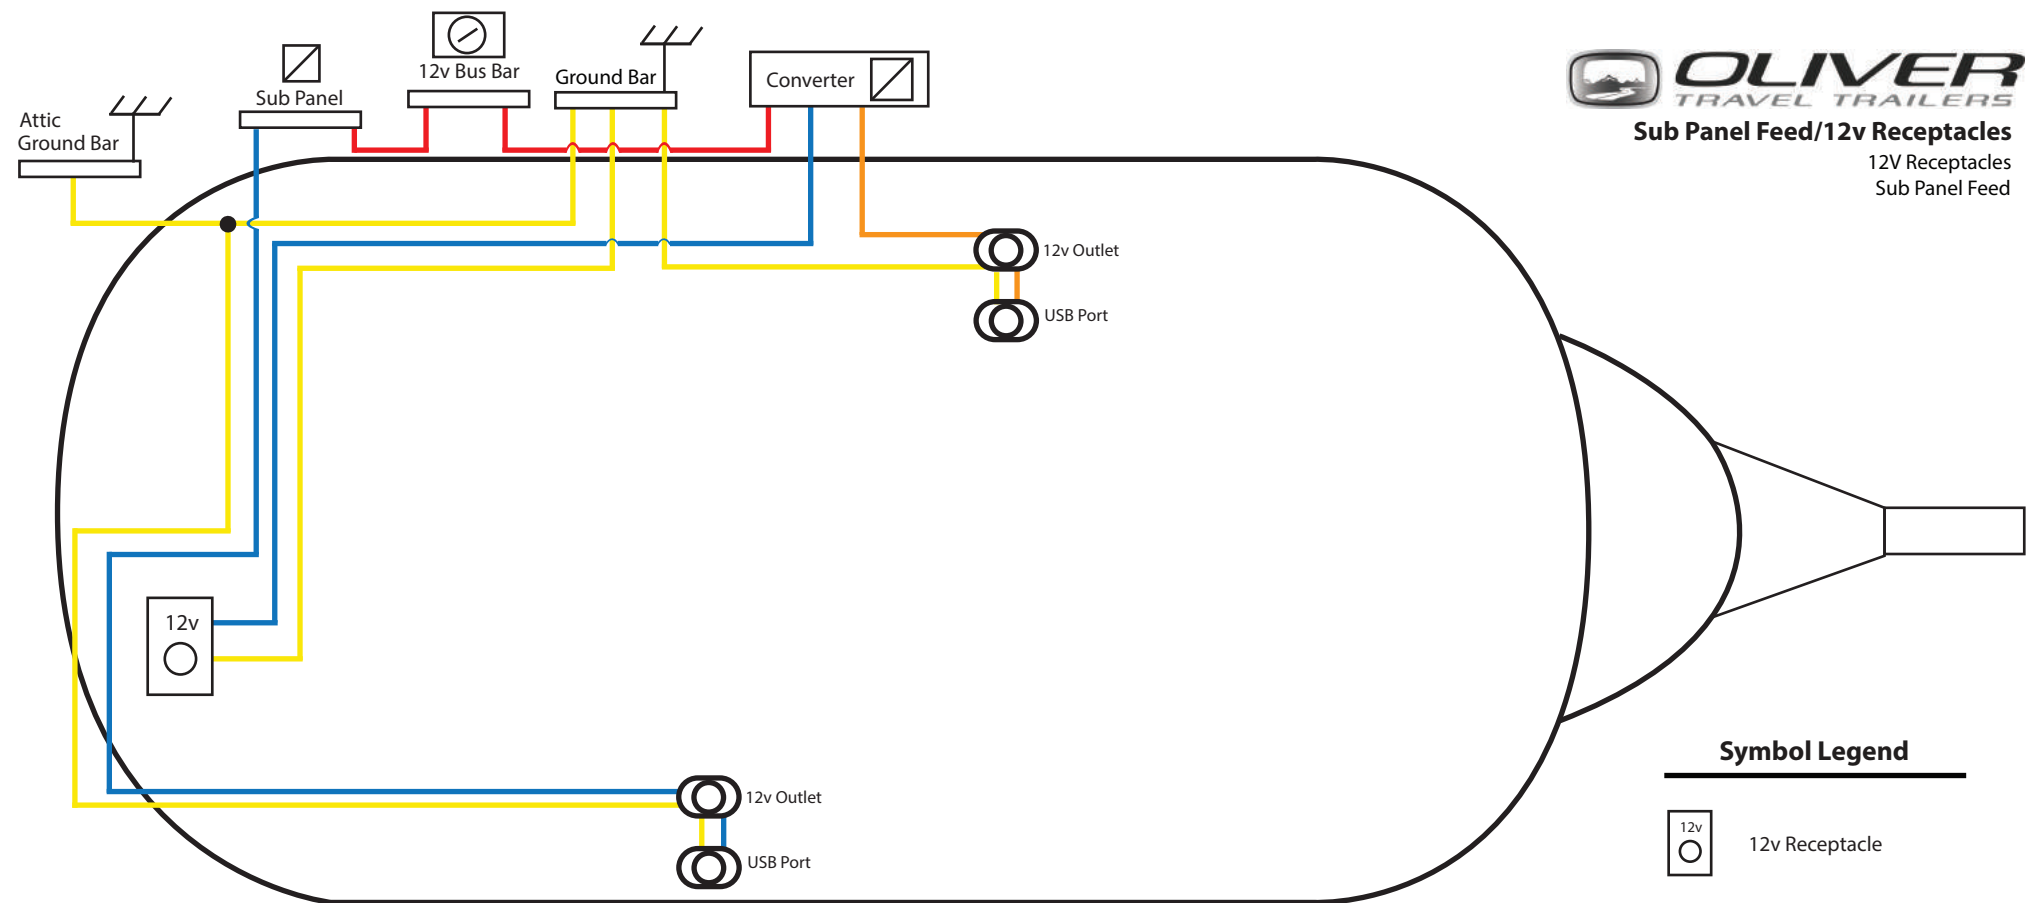 Attic
Ground Bar
Sub Panel
12v Bus Bar
Ground Bar
Converter
OLIVER
TRAVEL TRAILERS
Sub Panel Feed/12v Receptacles
12V Receptacles
Sub Panel Feed
12v Outlet
USB Port
12v
12v Outlet
USB Port
Symbol Legend
12v
12v Receptacle